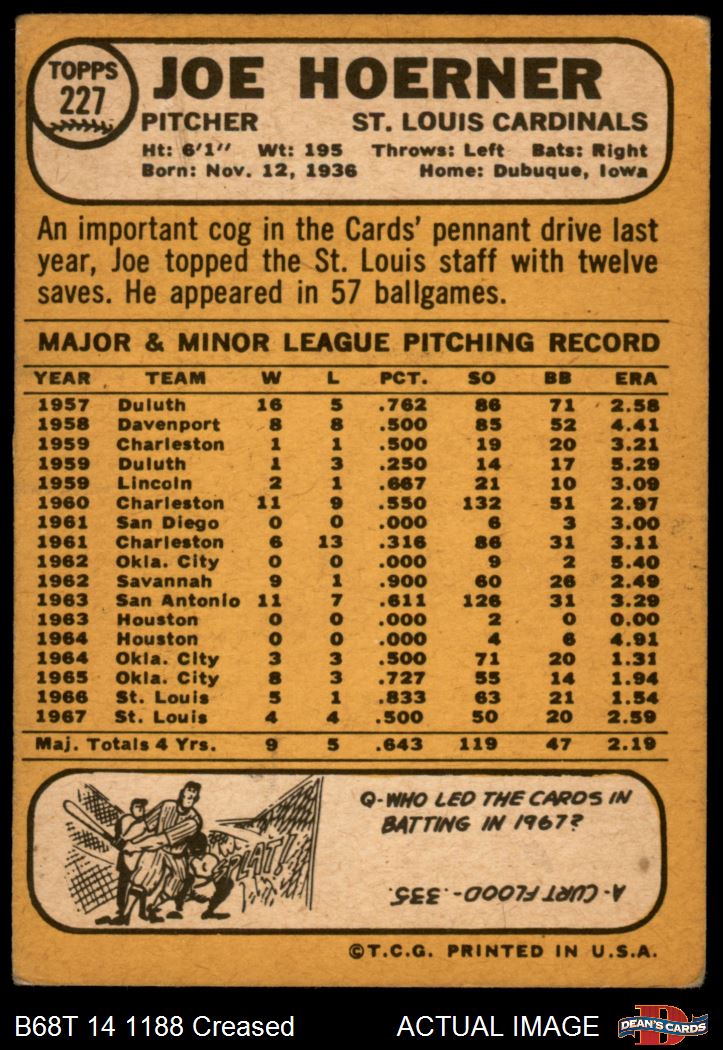 TOPPS
227
JOE HOERNER
PITCHER ST. LOUIS CARDINALS
Ht: 6'1" Wt: 195 Throws: Left Bats: Right
Born: Nov. 12, 1936 Home: Dubuque, Iowa
An important cog in the Cards' pennant drive last
year, Joe topped the St. Louis staff with twelve
saves. He appeared in 57 ballgames.
MAJOR & MINOR LEAGUE PITCHING RECORD
YEAR TEAM W L PCT. SO BB ERA
1957 Duluth 16 5 .762 86 71 2.58
1958 Davenport 8 8 .500 85 52 4.41
1959 Charleston 1 1 .500 19 20 3.21
1959 Duluth 1 3 .250 14 17 5.29
1959 Lincoln 2 1 .667 21 10 3.09
1960 Charleston 11 9 .550 132 51 2.97
1961 San Diego 0 0 .000 6 3 3.00
1961 Charleston 6 13 .316 86 31 3.11
1962 Okla. City 0 0 .000 9 2 5.40
1962 Savannah 9 1 .900 60 26 2.49
1963 San Antonio 11 7 .611 126 31 3.29
1963 Houston 0 0 .000 2 0 0.00
1964 Houston 0 0 .000 4 6 4.91
1964 Okla. City 3 3 .500 71 20 1.31
1965 Okla. City 8 3 .727 55 14 1.94
1966 St. Louis 5 1 .833 63 21 1.54
1967 St. Louis 4 4 .500 50 20 2.59
Maj. Totals 4 Yrs. 9 5 .643 119 47 2.19
SPLAT!
Q-WHO LED THE CARDS IN
BATTING IN 1967?
A-CURT FLOOD-.335.
©T.C.G. PRINTED IN U.S.A.
B68T 14 1188 Creased ACTUAL IMAGE
D
DEAN'S CARDS